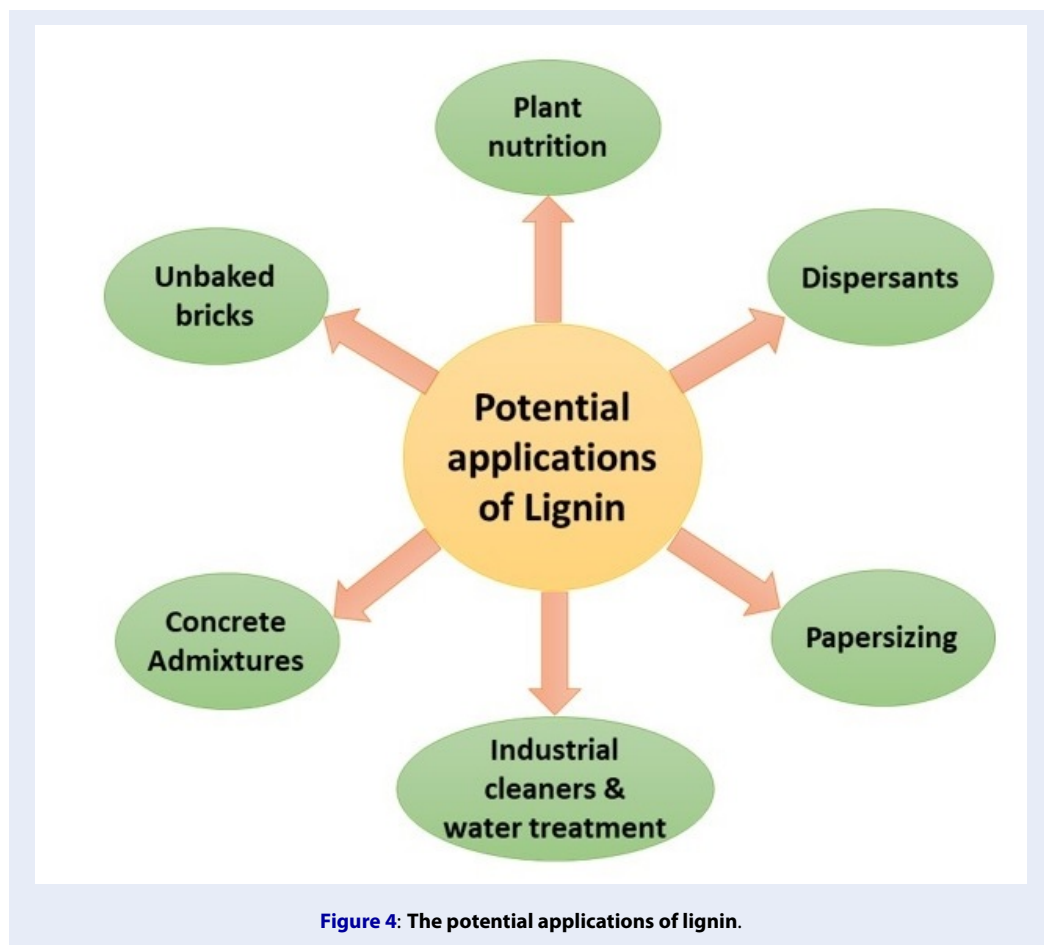 Plant
nutrition
Unbaked
bricks
Dispersants
Potential
applications
of Lignin
Concrete
Admixtures
Papersizing
Industrial
cleaners &
water treatment
Figure 4: The potential applications of lignin.